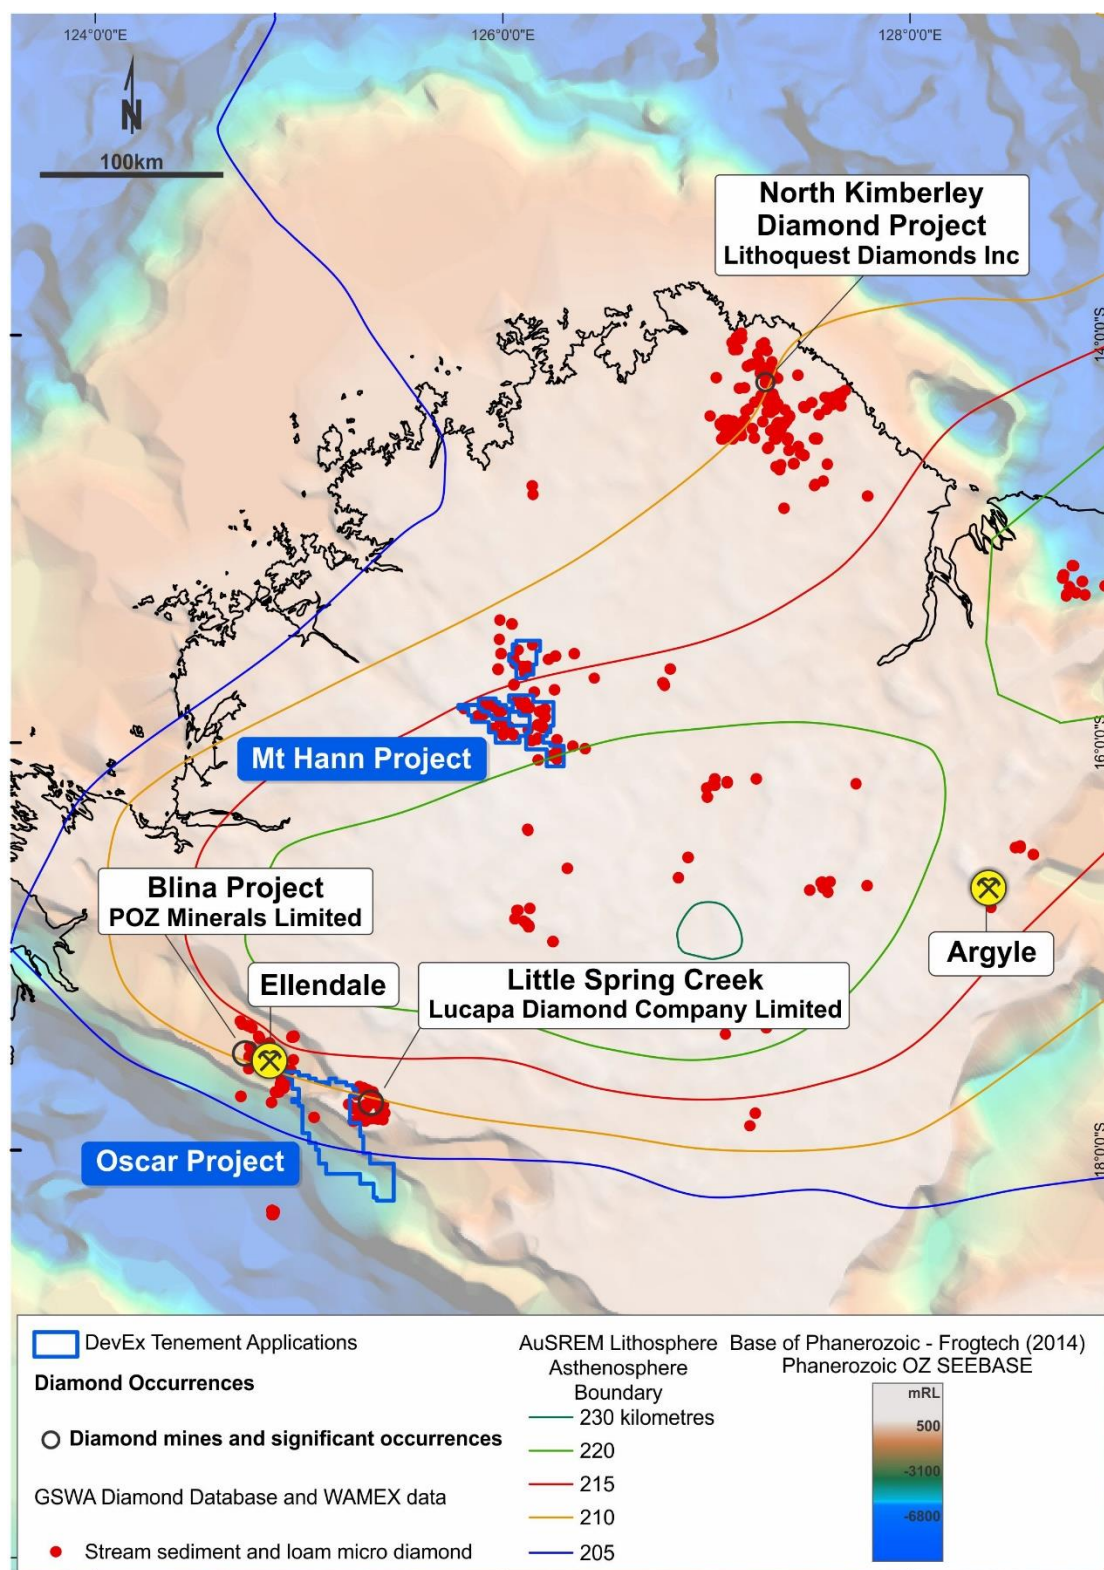 124°0'0"E
126°0'0"E
128°0'0"E
N
100km
North Kimberley
Diamond Project
Lithoquest Diamonds Inc
14°0'0"S
16°0'0"S
Mt Hann Project
Blina Project
POZ Minerals Limited
Ellendale
Little Spring Creek
Lucapa Diamond Company Limited
Argyle
18°0'0"S
Oscar Project
DevEx Tenement Applications
Diamond Occurrences
Diamond mines and significant occurrences
GSWA Diamond Database and WAMEX data
Stream sediment and loam micro diamond
AuSREM Lithosphere
Asthenosphere
Boundary
230 kilometres
220
215
210
205
Base of Phanerozoic - Frogtech (2014)
Phanerozoic OZ SEEBASE
mRL
500
-3100
-6800